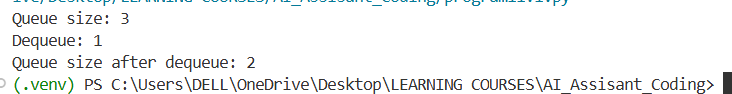 Queue size: 3
Dequeue: 1
Queue size after dequeue: 2
(.venv) PS C:\Users\DELL\OneDrive\Desktop\LEARNING COURSES\AI_Assisant_Coding>